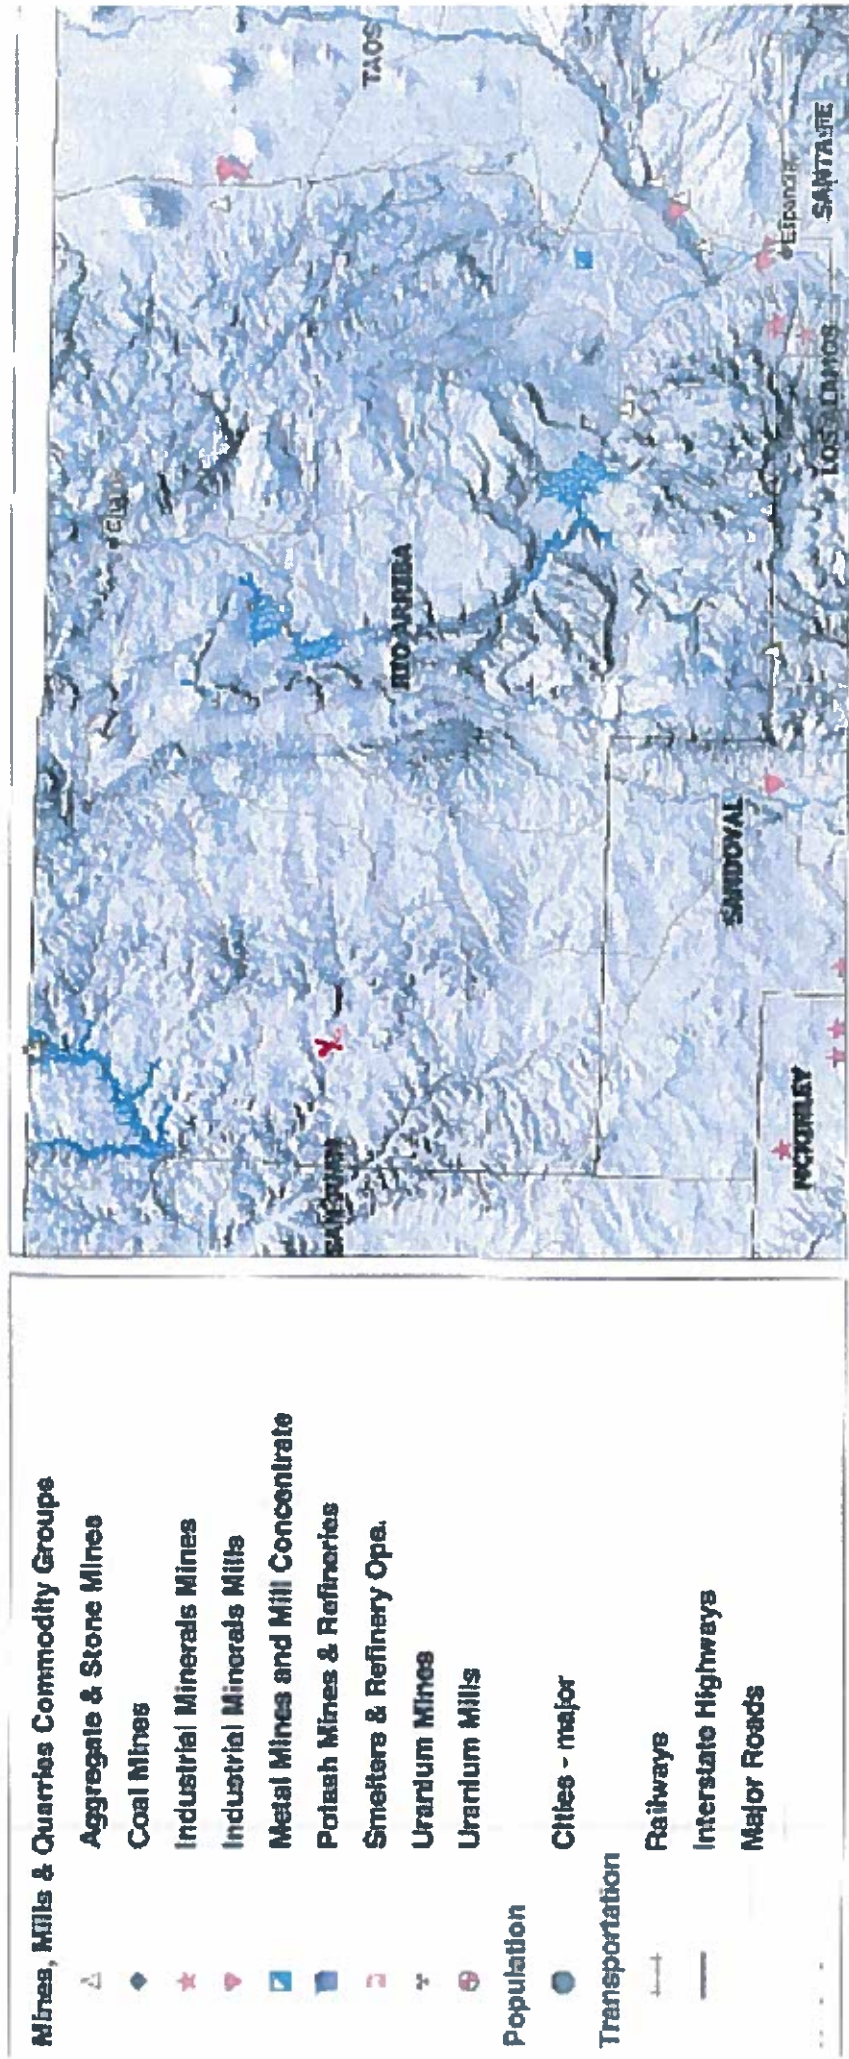 Mines, Mills & Quarries Commodity Groups
Aggregate & Stone Mines
Coal Mines
Industrial Minerals Mines
Industrial Minerals Mills
Metal Mines and Mill Concentrate
Potash Mines & Refineries
Smelters & Refinery Ops.
Uranium Mines
Uranium Mills
Population
Cities - major
Transportation
Railways
Interstate Highways
Major Roads
TAOS
RIO ARRIBA
SAN JUAN
SANDOVAL
MCKINLEY
LOS ALAMOS
SANTA FE
Espanola